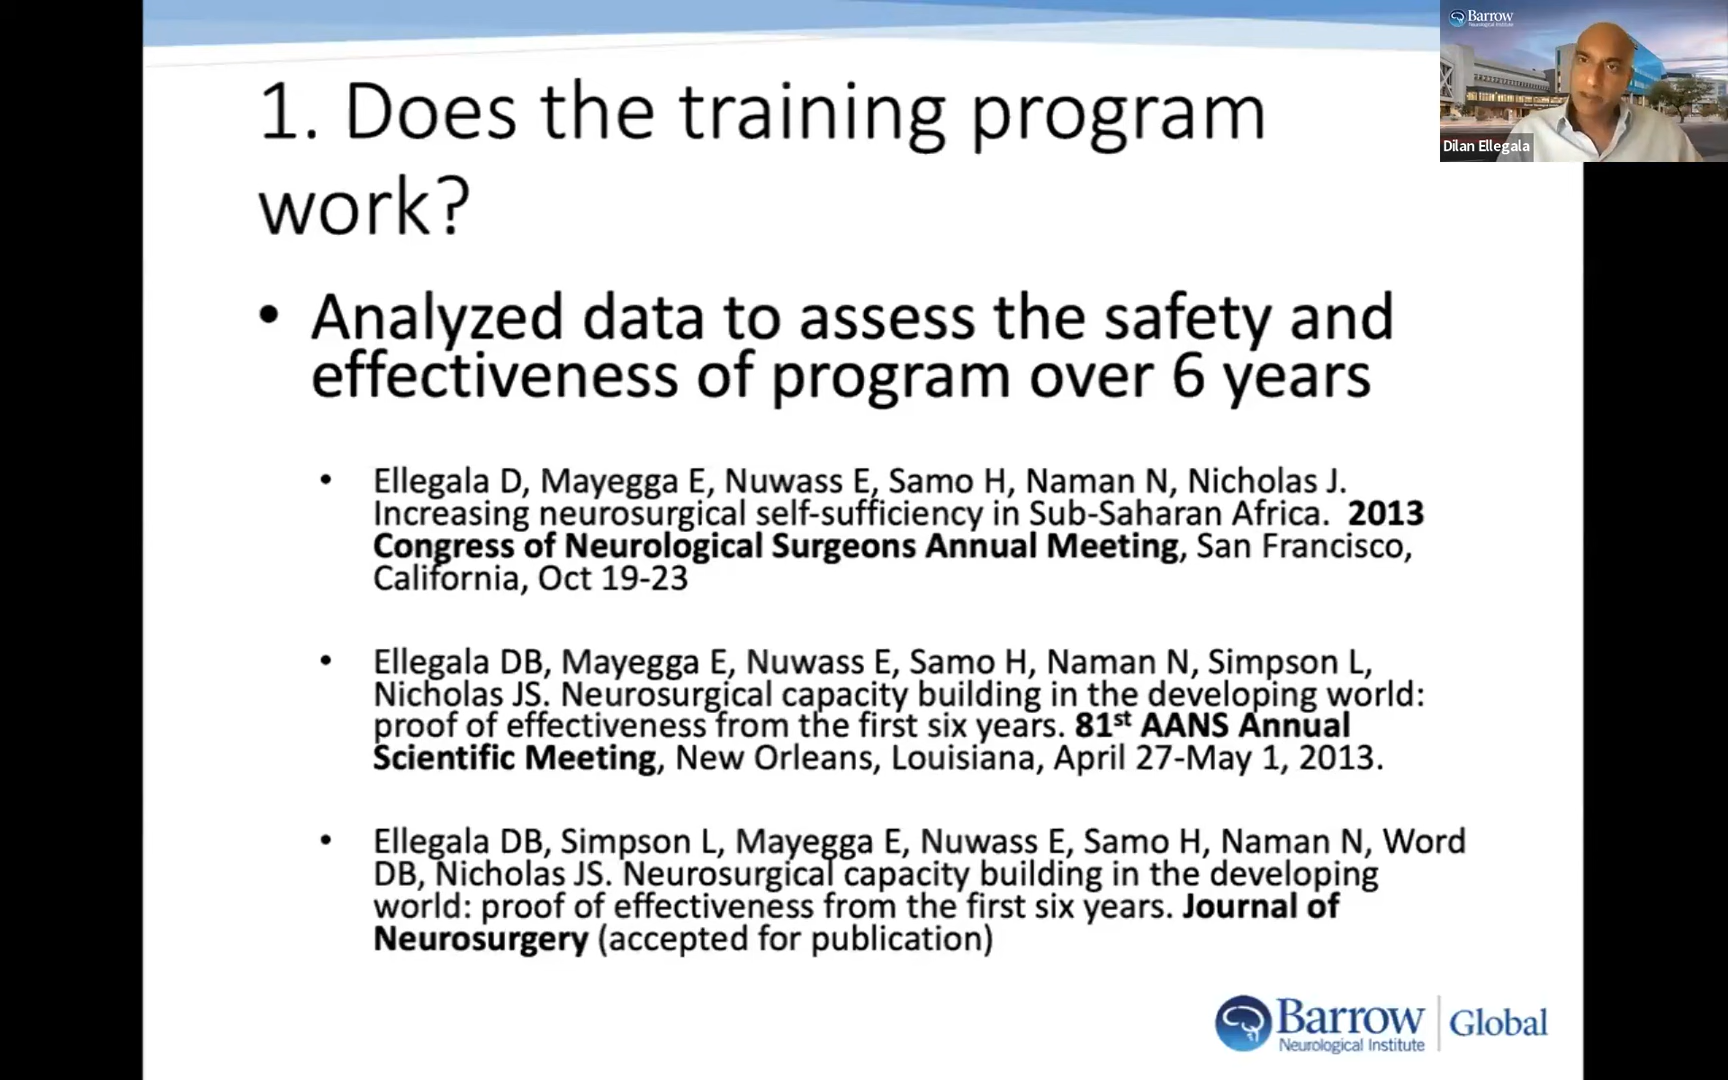 1. Does the training program
work?
• Analyzed data to assess the safety and
effectiveness of program over 6 years
• Ellegala D, Mayegga E, Nuwass E, Samo H, Naman N, Nicholas J.
Increasing neurosurgical self-sufficiency in Sub-Saharan Africa. 2013
Congress of Neurological Surgeons Annual Meeting, San Francisco,
California, Oct 19-23
• Ellegala DB, Mayegga E, Nuwass E, Samo H, Naman N, Simpson L,
Nicholas JS. Neurosurgical capacity building in the developing world:
proof of effectiveness from the first six years. 81st AANS Annual
Scientific Meeting, New Orleans, Louisiana, April 27-May 1, 2013.
• Ellegala DB, Simpson L, Mayegga E, Nuwass E, Samo H, Naman N, Word
DB, Nicholas JS. Neurosurgical capacity building in the developing
world: proof of effectiveness from the first six years. Journal of
Neurosurgery (accepted for publication)
Barrow
Neurological Institute
Global
Barrow
Neurological Institute
Dilan Ellegala